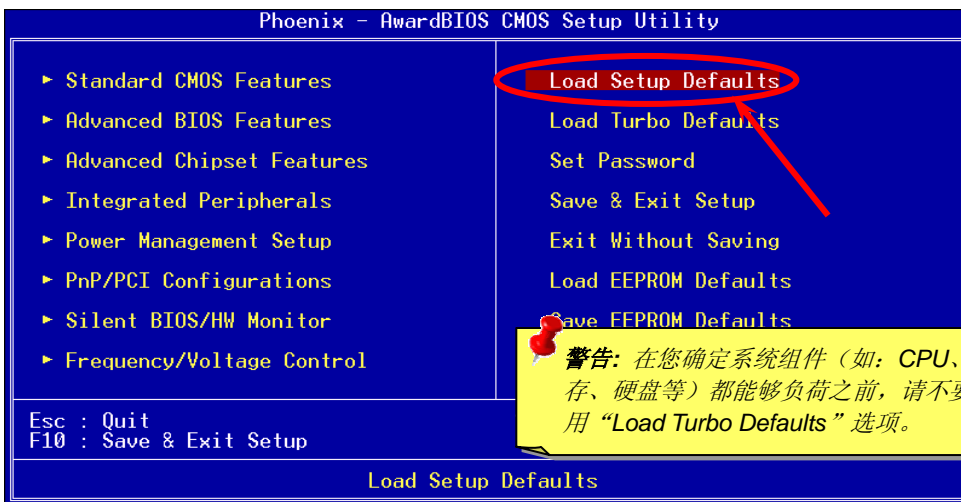 Phoenix - AwardBIOS CMOS Setup Utility
► Standard CMOS Features
► Advanced BIOS Features
► Advanced Chipset Features
► Integrated Peripherals
► Power Management Setup
► PnP/PCI Configurations
► Silent BIOS/HW Monitor
► Frequency/Voltage Control
Load Setup Defaults
Load Turbo Defaults
Set Password
Save & Exit Setup
Exit Without Saving
Load EEPROM Defaults
Save EEPROM Defaults
警告: 在您确定系统组件（如: CPU、
存、硬盘等）都能够负荷之前，请不要
用“Load Turbo Defaults”选项。
Esc : Quit
F10 : Save & Exit Setup
Load Setup Defaults